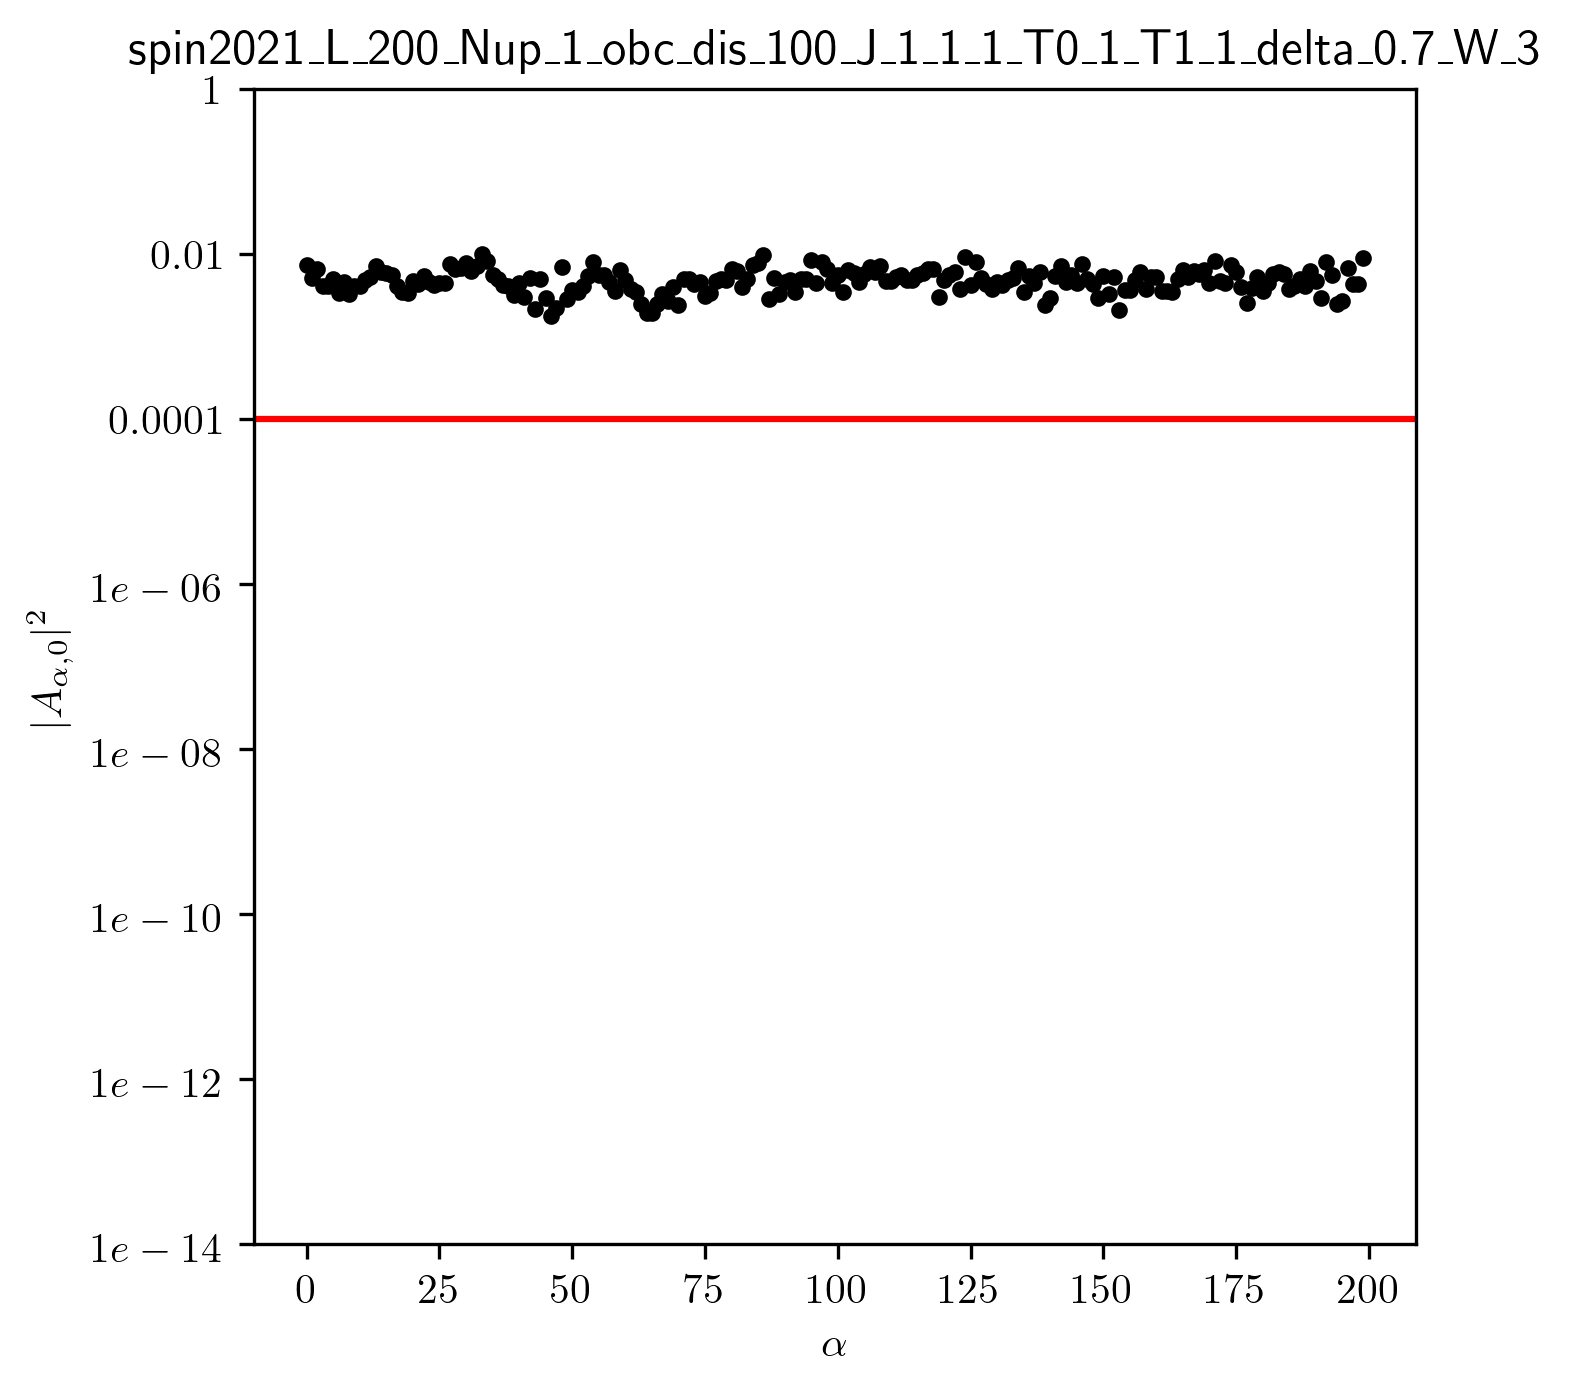 spin2021_L_200_Nup_1_obc_dis_100_J_1_1_1_T0_1_T1_1_delta_0.7_W_3
1
0.01
0.0001
1e − 06
1e − 08
1e − 10
1e − 12
1e − 14
|A_{α,0}|^2
0 25 50 75 100 125 150 175 200
α